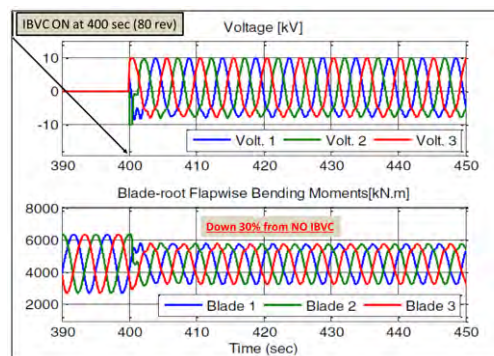 IBVC ON at 400 sec (80 rev)
Voltage [kV]
10
0
-10
390 400 410 420 430 440 450
Volt. 1 Volt. 2 Volt. 3
Blade-root Flapwise Bending Moments[kN.m]
8000
Down 30% from NO IBVC
6000
4000
2000
Blade 1 Blade 2 Blade 3
390 400 410 420 430 440 450
Time (sec)